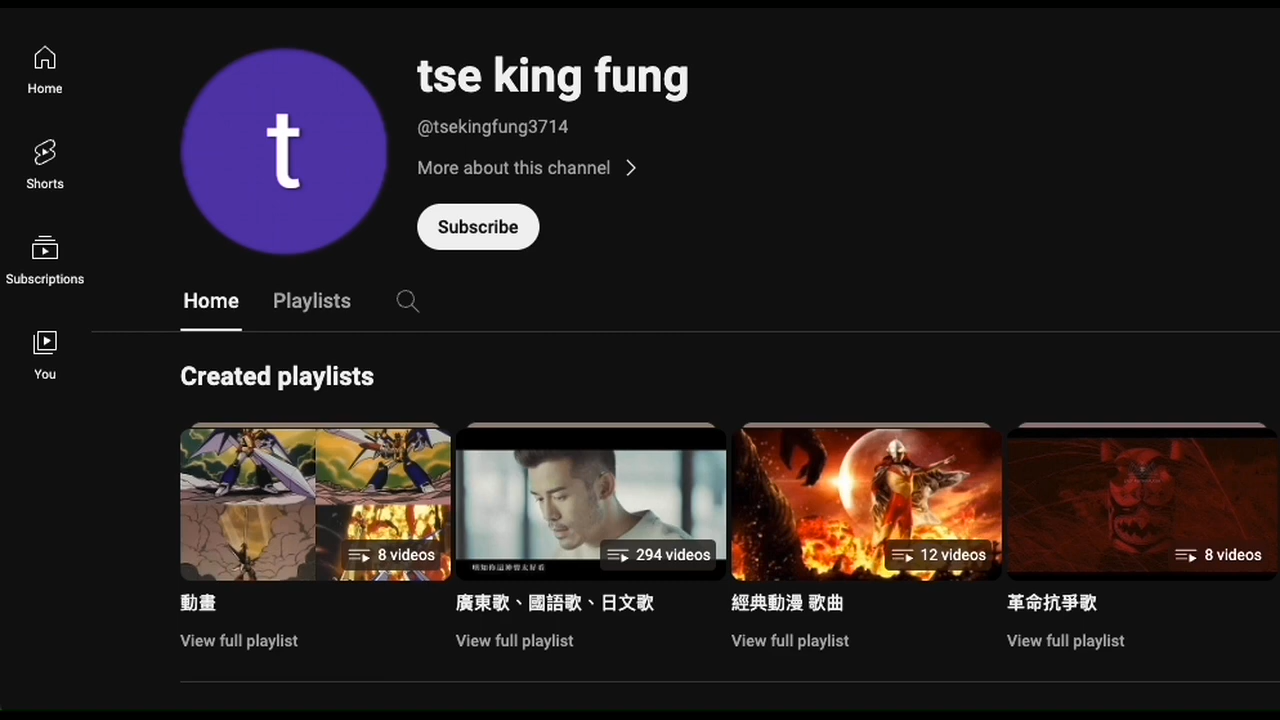 t
tse king fung
@tsekingfung3714
More about this channel
Subscribe
Home
Shorts
Subscriptions
You
Home Playlists
Created playlists
8 videos
294 videos
12 videos
8 videos
動畫
廣東歌、國語歌、日文歌
經典動漫 歌曲
革命抗爭歌
View full playlist
View full playlist
View full playlist
View full playlist